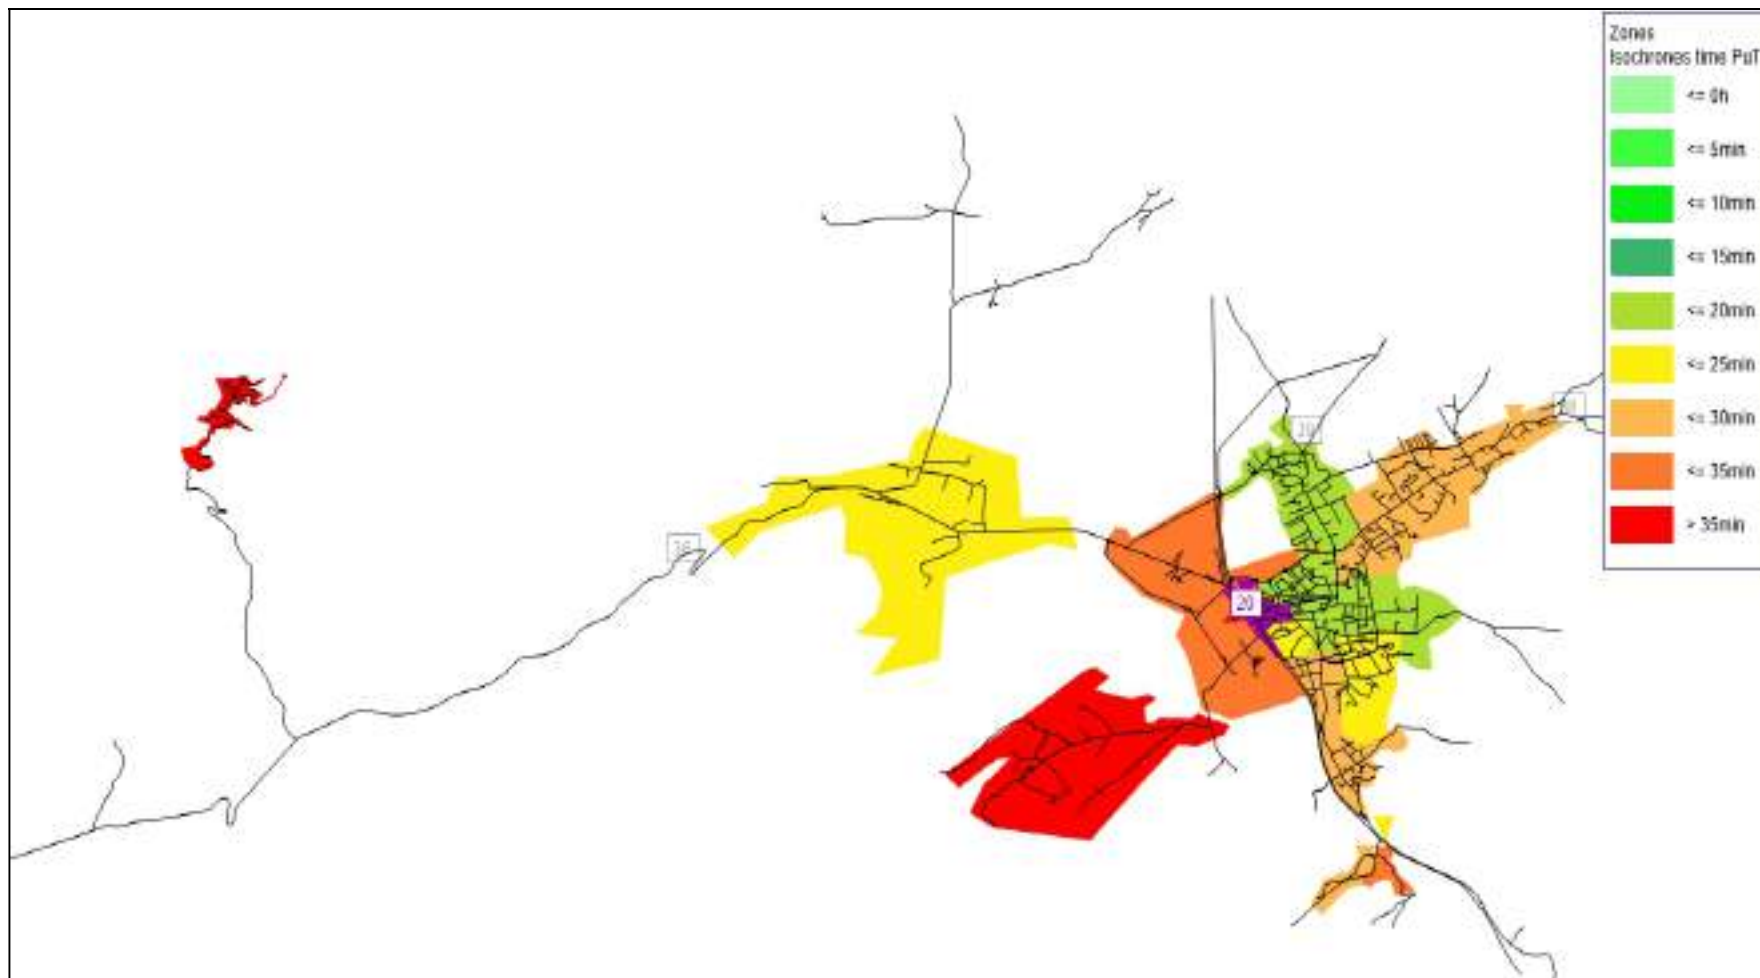 Zones
Isochrones time PuT
<= 0h
<= 5min
<= 10min
<= 15min
<= 20min
<= 25min
<= 30min
<= 35min
> 35min
20